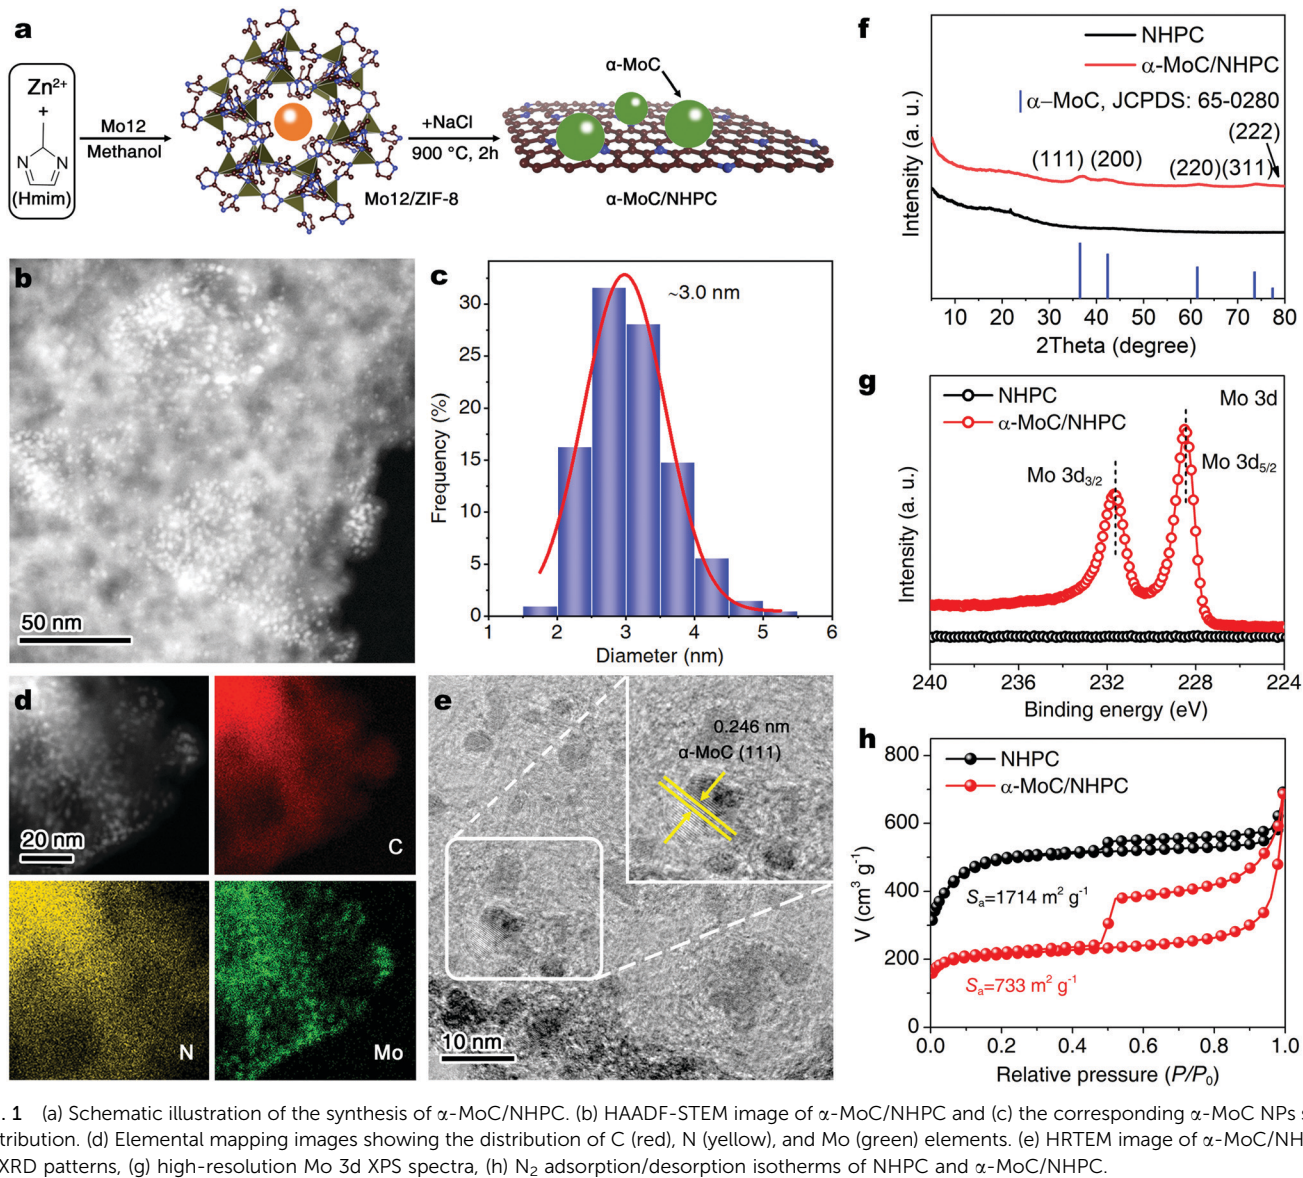 a
Zn²⁺
+
N N
(Hmim)
Mo12
Methanol
Mo12/ZIF-8
+NaCl
900 °C, 2h
α-MoC
α-MoC/NHPC
b
50 nm
c
~3.0 nm
Frequency (%)
30
25
20
15
10
5
0
1 2 3 4 5 6
Diameter (nm)
d
20 nm
C
N
Mo
e
0.246 nm
α-MoC (111)
10 nm
f
NHPC
α-MoC/NHPC
α–MoC, JCPDS: 65-0280
(222)
(111) (200)
(220)(311)
Intensity (a. u.)
10 20 30 40 50 60 70 80
2Theta (degree)
g
NHPC
α-MoC/NHPC
Mo 3d
Mo 3d₃/₂
Mo 3d₅/₂
Intensity (a. u.)
240 236 232 228 224
Binding energy (eV)
h
NHPC
α-MoC/NHPC
Sₐ=1714 m² g⁻¹
Sₐ=733 m² g⁻¹
V (cm³ g⁻¹)
800
600
400
200
0
0.0 0.2 0.4 0.6 0.8 1.0
Relative pressure (P/P₀)
. 1 (a) Schematic illustration of the synthesis of α-MoC/NHPC. (b) HAADF-STEM image of α-MoC/NHPC and (c) the corresponding α-MoC NPs s
tribution. (d) Elemental mapping images showing the distribution of C (red), N (yellow), and Mo (green) elements. (e) HRTEM image of α-MoC/NH
XRD patterns, (g) high-resolution Mo 3d XPS spectra, (h) N₂ adsorption/desorption isotherms of NHPC and α-MoC/NHPC.